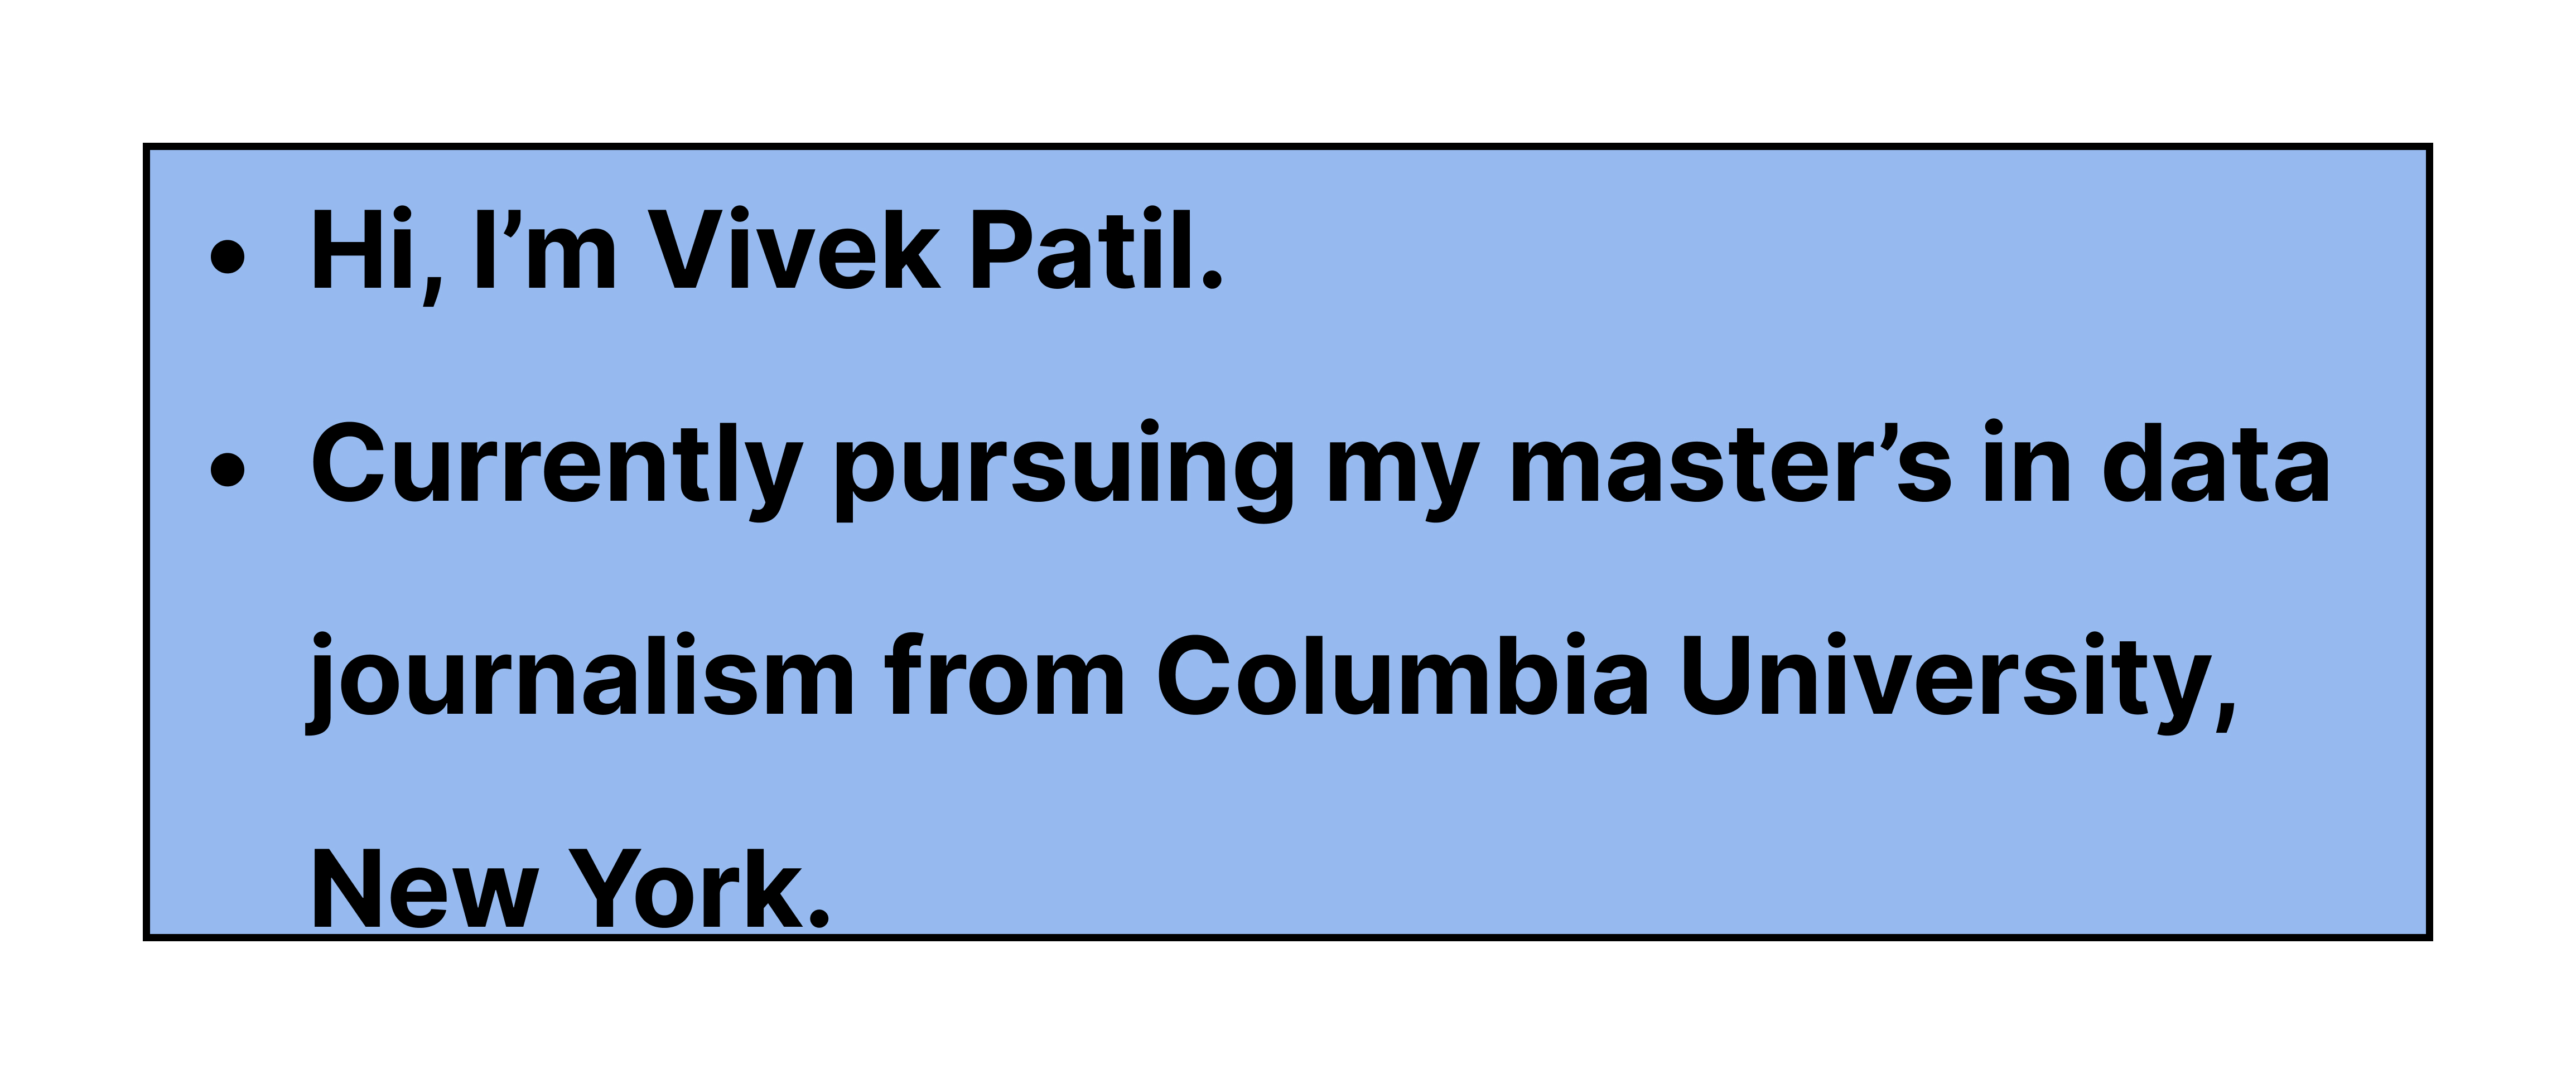 • Hi, I’m Vivek Patil.
• Currently pursuing my master’s in data
journalism from Columbia University,
New York.